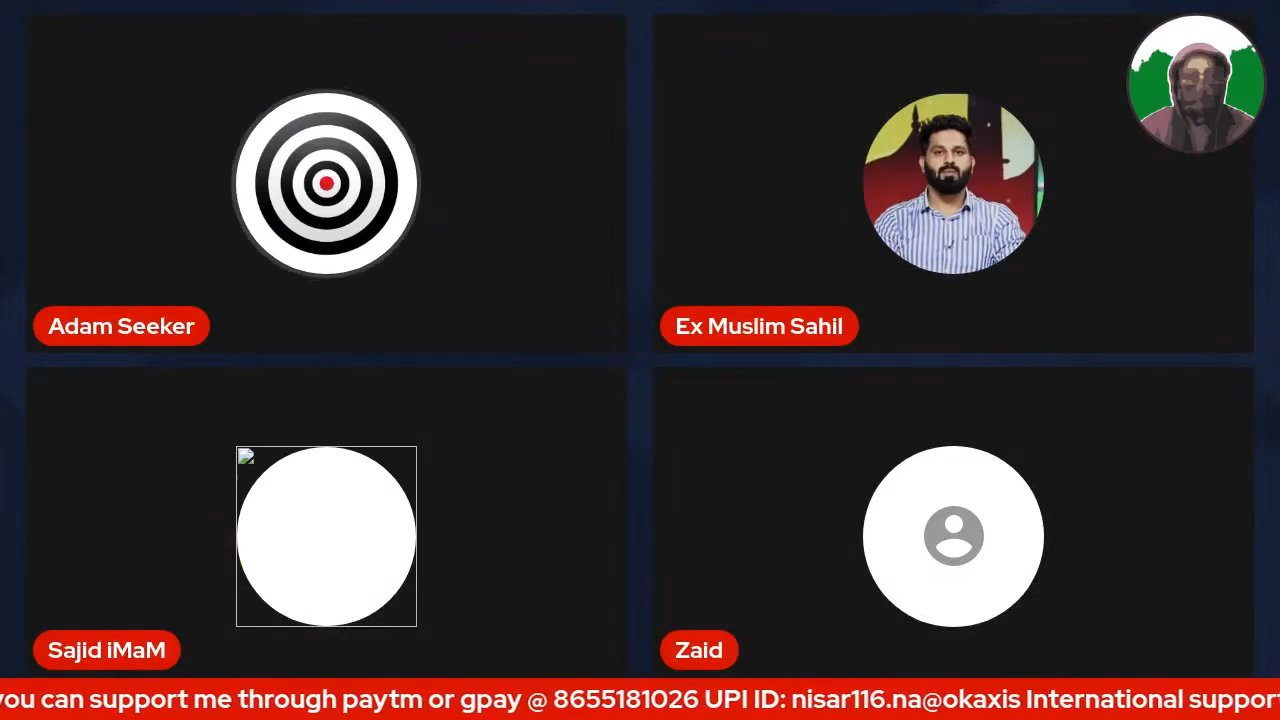 Adam Seeker
Ex Muslim Sahil
Sajid iMaM
Zaid
you can support me through paytm or gpay @ 8655181026 UPI ID: nisar116.na@okaxis International support